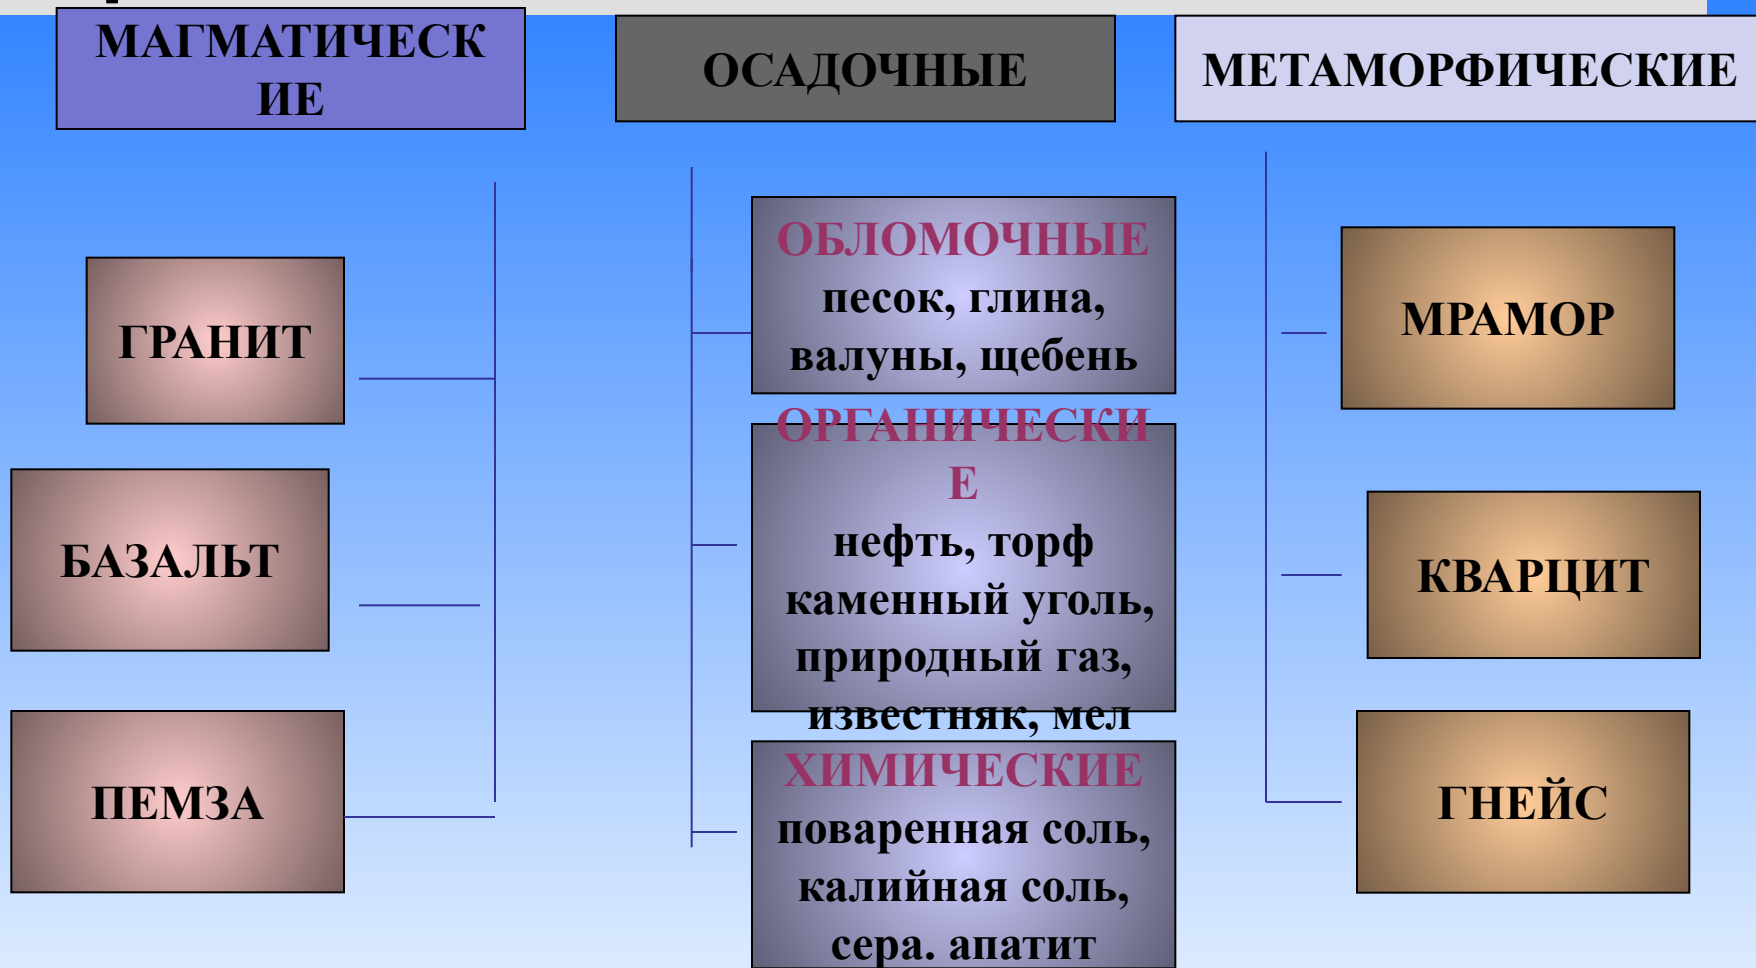 МАГМАТИЧЕСК
ИЕ
ГРАНИТ
БАЗАЛЬТ
ПЕМЗА
ОСАДОЧНЫЕ
ОБЛОМОЧНЫЕ
песок, глина,
валуны, щебень
ОРГАНИЧЕСКИ
Е
нефть, торф
каменный уголь,
природный газ,
известняк, мел
ХИМИЧЕСКИЕ
поваренная соль,
калийная соль,
сера. апатит
МЕТАМОРФИЧЕСКИЕ
МРАМОР
КВАРЦИТ
ГНЕЙС